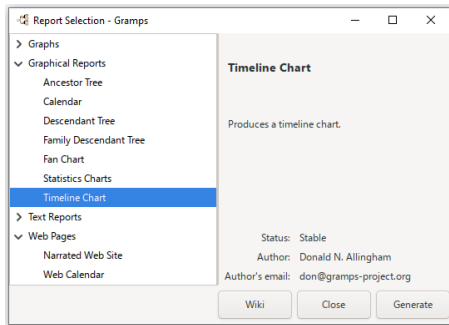 Report Selection - Gramps
Graphs
Graphical Reports
Ancestor Tree
Calendar
Descendant Tree
Family Descendant Tree
Fan Chart
Statistics Charts
Timeline Chart
Text Reports
Web Pages
Narrated Web Site
Web Calendar
Timeline Chart
Produces a timeline chart.
Status: Stable
Author: Donald N. Allingham
Author's email: don@gramps-project.org
Wiki Close Generate